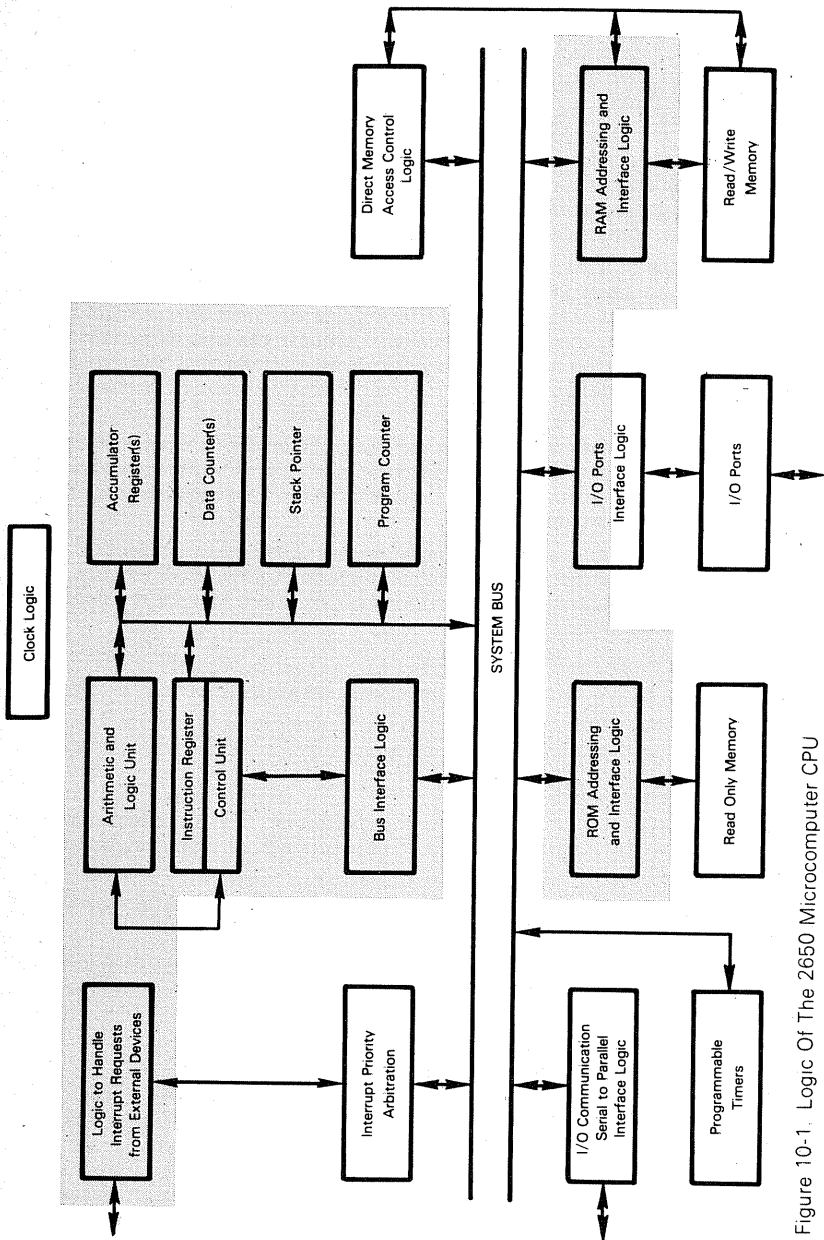 Clock Logic
Logic to Handle
Interrupt Requests
from External Devices
Arithmetic and
Logic Unit
Accumulator
Register(s)
Instruction Register
Control Unit
Data Counter(s)
Stack Pointer
Interrupt Priority
Arbitration
Bus Interface Logic
Program Counter
Direct Memory
Access Control
Logic
SYSTEM BUS
I/O Communication
Serial to Parallel
Interface Logic
ROM Addressing
and Interface Logic
I/O Ports
Interface Logic
RAM Addressing and
Interface Logic
Programmable
Timers
Read Only Memory
I/O Ports
Read/Write
Memory
Figure 10-1. Logic Of The 2650 Microcomputer CPU